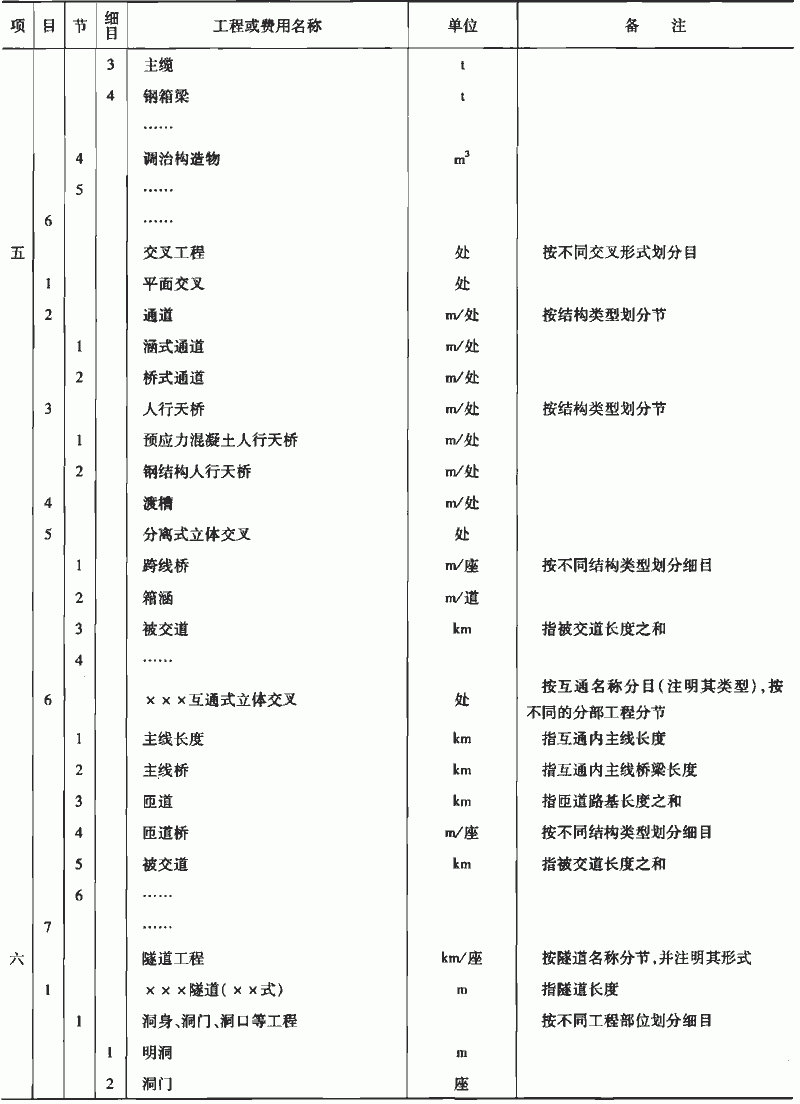 项 目 节 细目 工程或费用名称 单位 备 注
3 主缆 t
4 钢箱梁 t
……
4 调治构造物 m³
5 ……
6 ……
五 交叉工程 处 按不同交叉形式划分目
1 平面交叉 处
2 通道 m/处 按结构类型划分节
1 涵式通道 m/处
2 桥式通道 m/处
3 人行天桥 m/处 按结构类型划分节
1 预应力混凝土人行天桥 m/处
2 钢结构人行天桥 m/处
4 渡槽 m/处
5 分离式立体交叉 处
1 跨线桥 m/座 按不同结构类型划分细目
2 箱涵 m/道
3 被交道 km 指被交道长度之和
4 ……
6 ×××互通式立体交叉 处 按互通名称分目(注明其类型),按
不同的分部工程分节
1 主线长度 km 指互通内主线长度
2 主线桥 km 指互通内主线桥梁长度
3 匝道 km 指匝道路基长度之和
4 匝道桥 m/座 按不同结构类型划分细目
5 被交道 km 指被交道长度之和
6 ……
7 ……
六 隧道工程 km/座 按隧道名称分节,并注明其形式
1 ×××隧道(××式) m 指隧道长度
1 洞身、洞门、洞口等工程 按不同工程部位划分细目
1 明洞 m
2 洞门 座